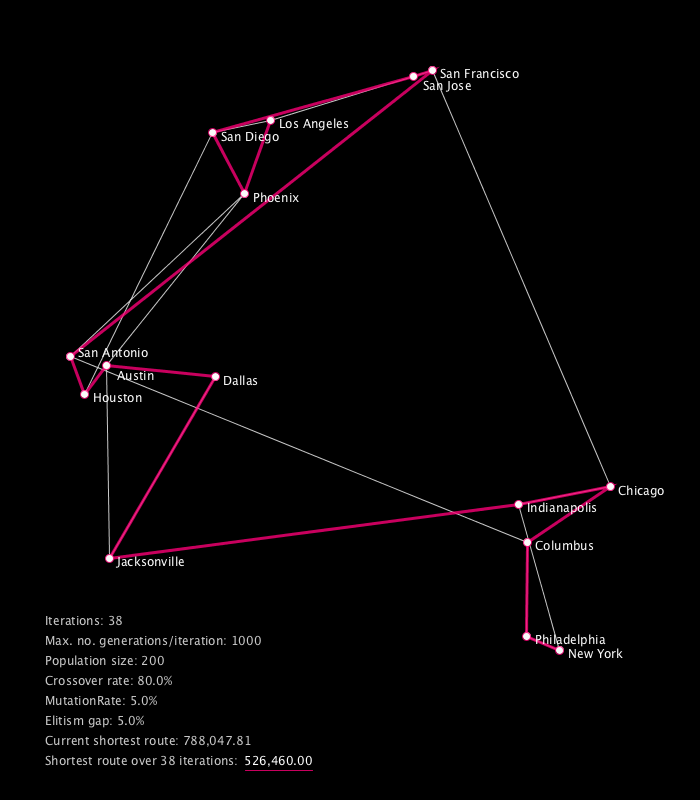 San Francisco
San Jose
Los Angeles
San Diego
Phoenix
San Antonio
Austin
Dallas
Houston
Chicago
Indianapolis
Columbus
Jacksonville
Philadelphia
New York
Iterations: 38
Max. no. generations/iteration: 1000
Population size: 200
Crossover rate: 80.0%
MutationRate: 5.0%
Elitism gap: 5.0%
Current shortest route: 788,047.81
Shortest route over 38 iterations: 526,460.00